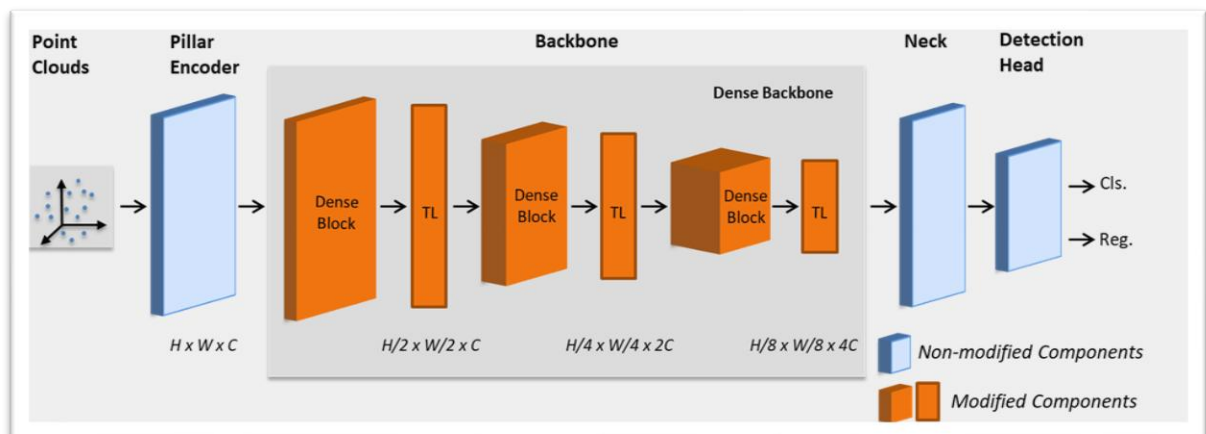 Point
Clouds
Pillar
Encoder
Backbone
Neck
Detection
Head
Dense Backbone
Dense
Block
TL
Dense
Block
TL
Dense
Block
TL
Cls.
Reg.
H x W x C
H/2 x W/2 x C
H/4 x W/4 x 2C
H/8 x W/8 x 4C
Non-modified Components
Modified Components